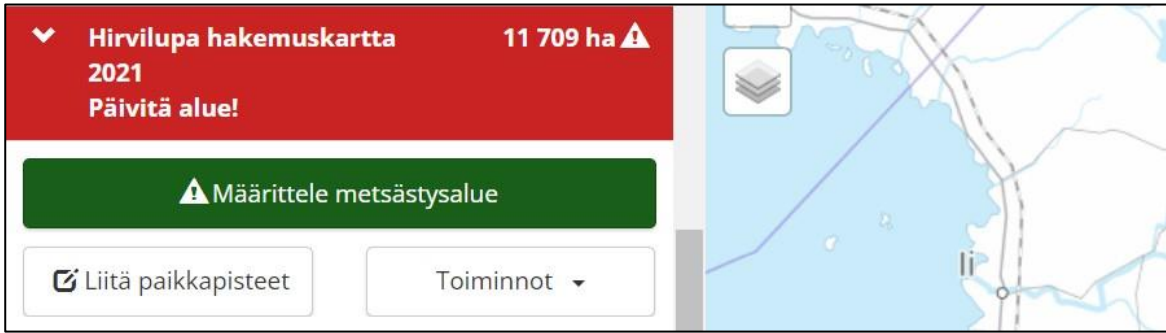 Hirvilupa hakemuskartta 11 709 ha
2021
Päivitä alue!
Määrittele metsästysalue
Liitä paikkapisteet Toiminnot
Ii